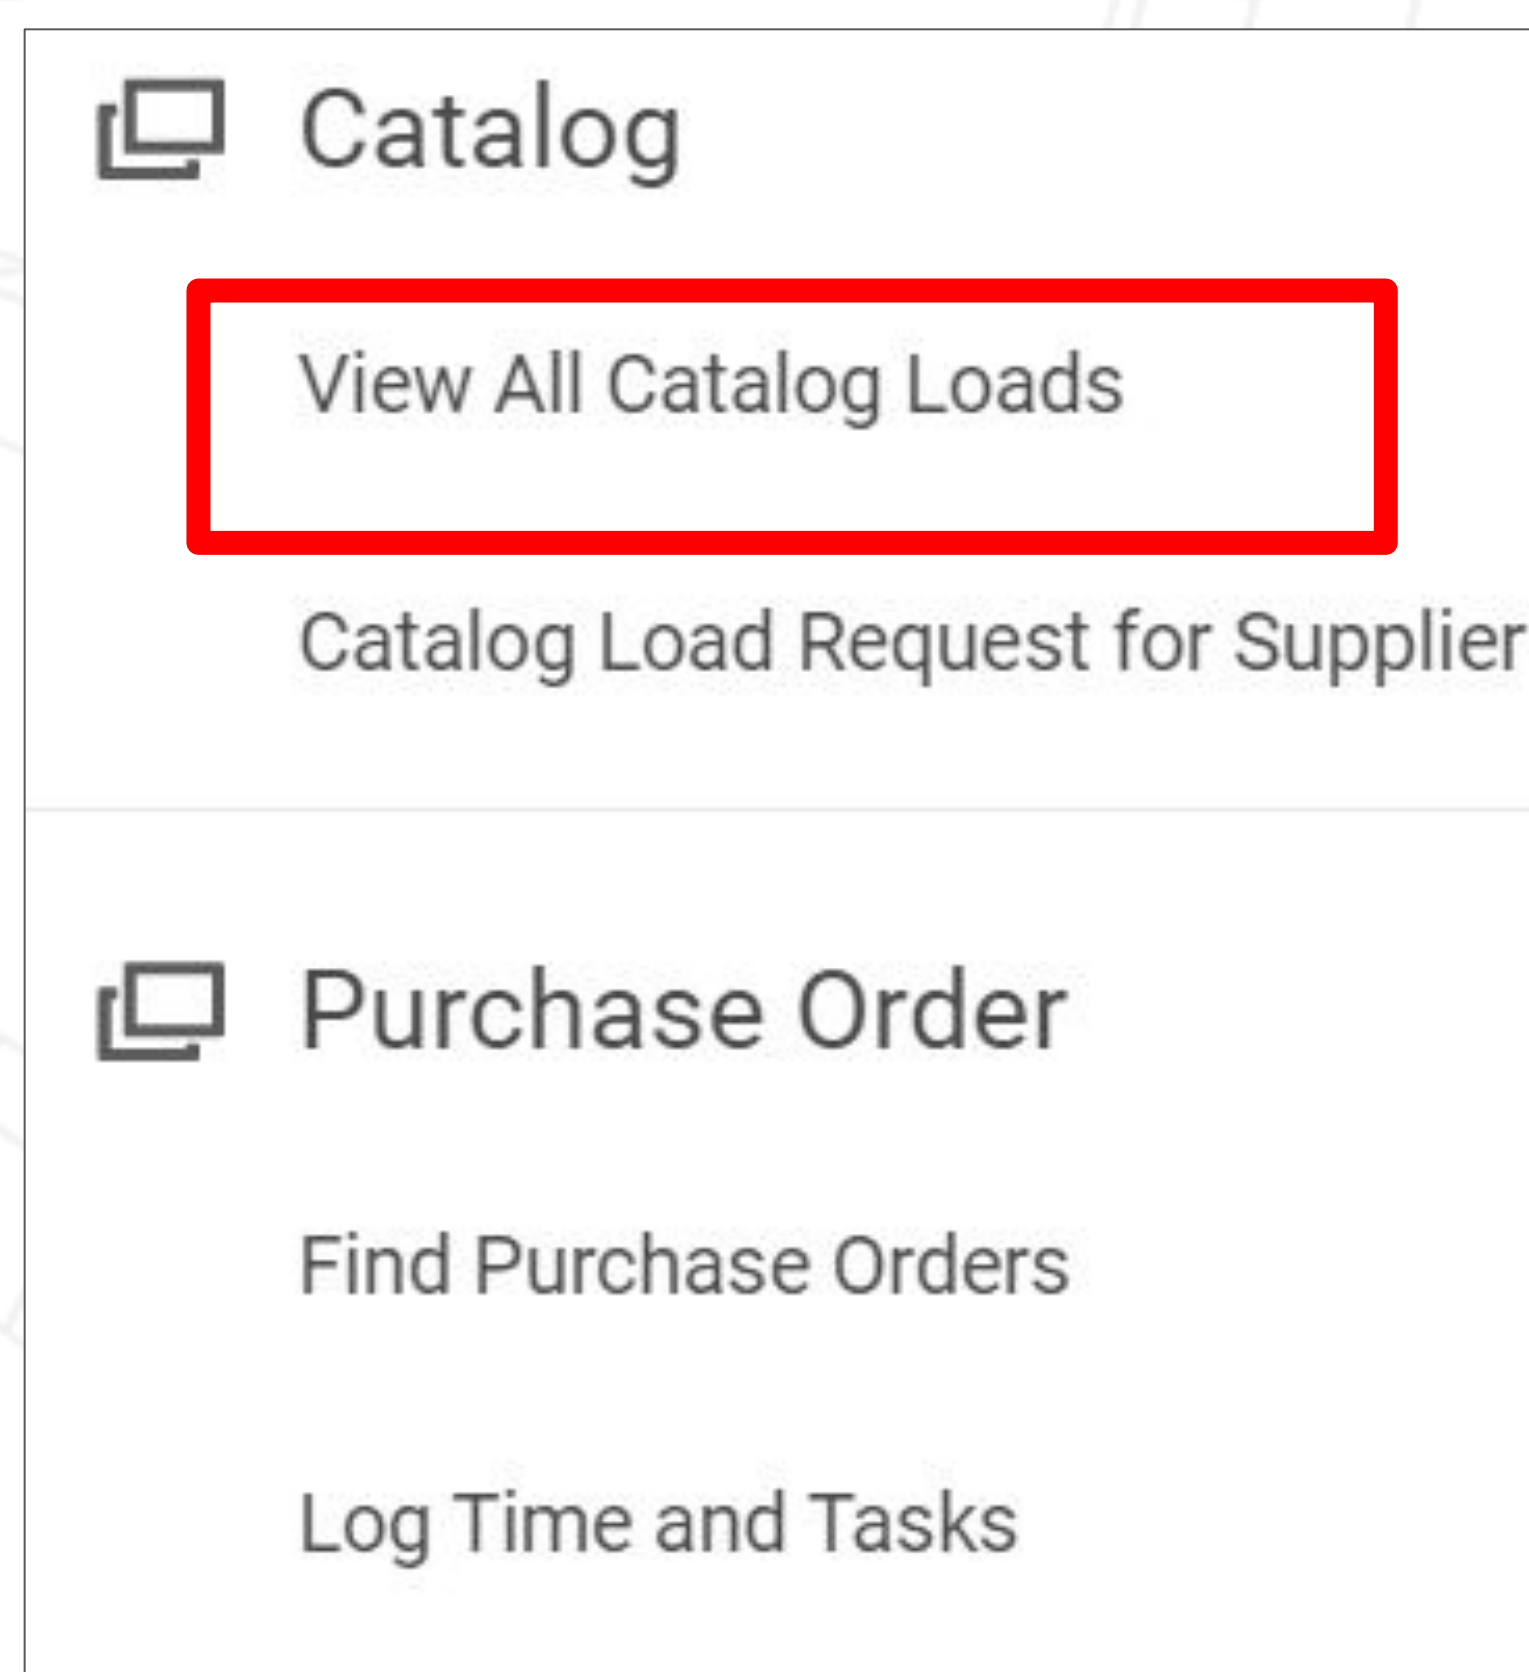 Catalog
View All Catalog Loads
Catalog Load Request for Supplier
Purchase Order
Find Purchase Orders
Log Time and Tasks